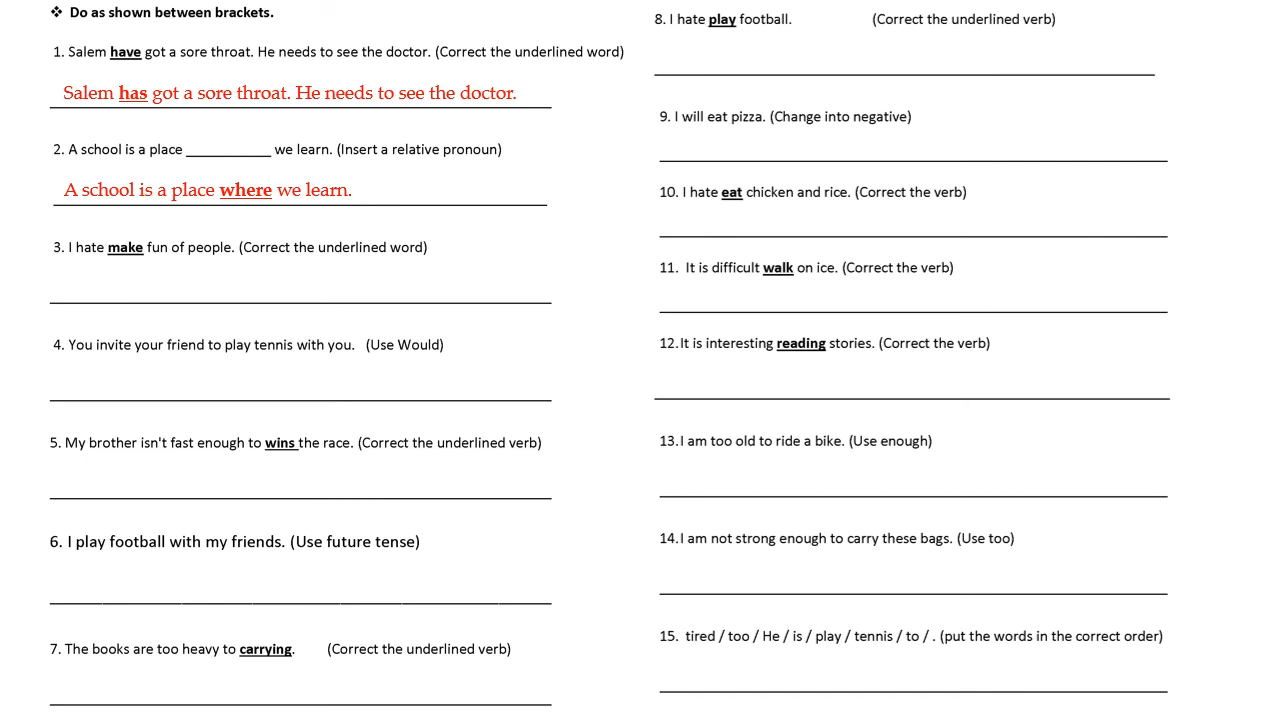 ❖ Do as shown between brackets.
1. Salem have got a sore throat. He needs to see the doctor. (Correct the underlined word)
Salem has got a sore throat. He needs to see the doctor.
2. A school is a place ___________ we learn. (Insert a relative pronoun)
A school is a place where we learn.
3. I hate make fun of people. (Correct the underlined word)
4. You invite your friend to play tennis with you. (Use Would)
5. My brother isn't fast enough to wins the race. (Correct the underlined verb)
6. I play football with my friends. (Use future tense)
7. The books are too heavy to carrying. (Correct the underlined verb)
8. I hate play football. (Correct the underlined verb)
9. I will eat pizza. (Change into negative)
10. I hate eat chicken and rice. (Correct the verb)
11. It is difficult walk on ice. (Correct the verb)
12. It is interesting reading stories. (Correct the verb)
13. I am too old to ride a bike. (Use enough)
14. I am not strong enough to carry these bags. (Use too)
15. tired / too / He / is / play / tennis / to / . (put the words in the correct order)